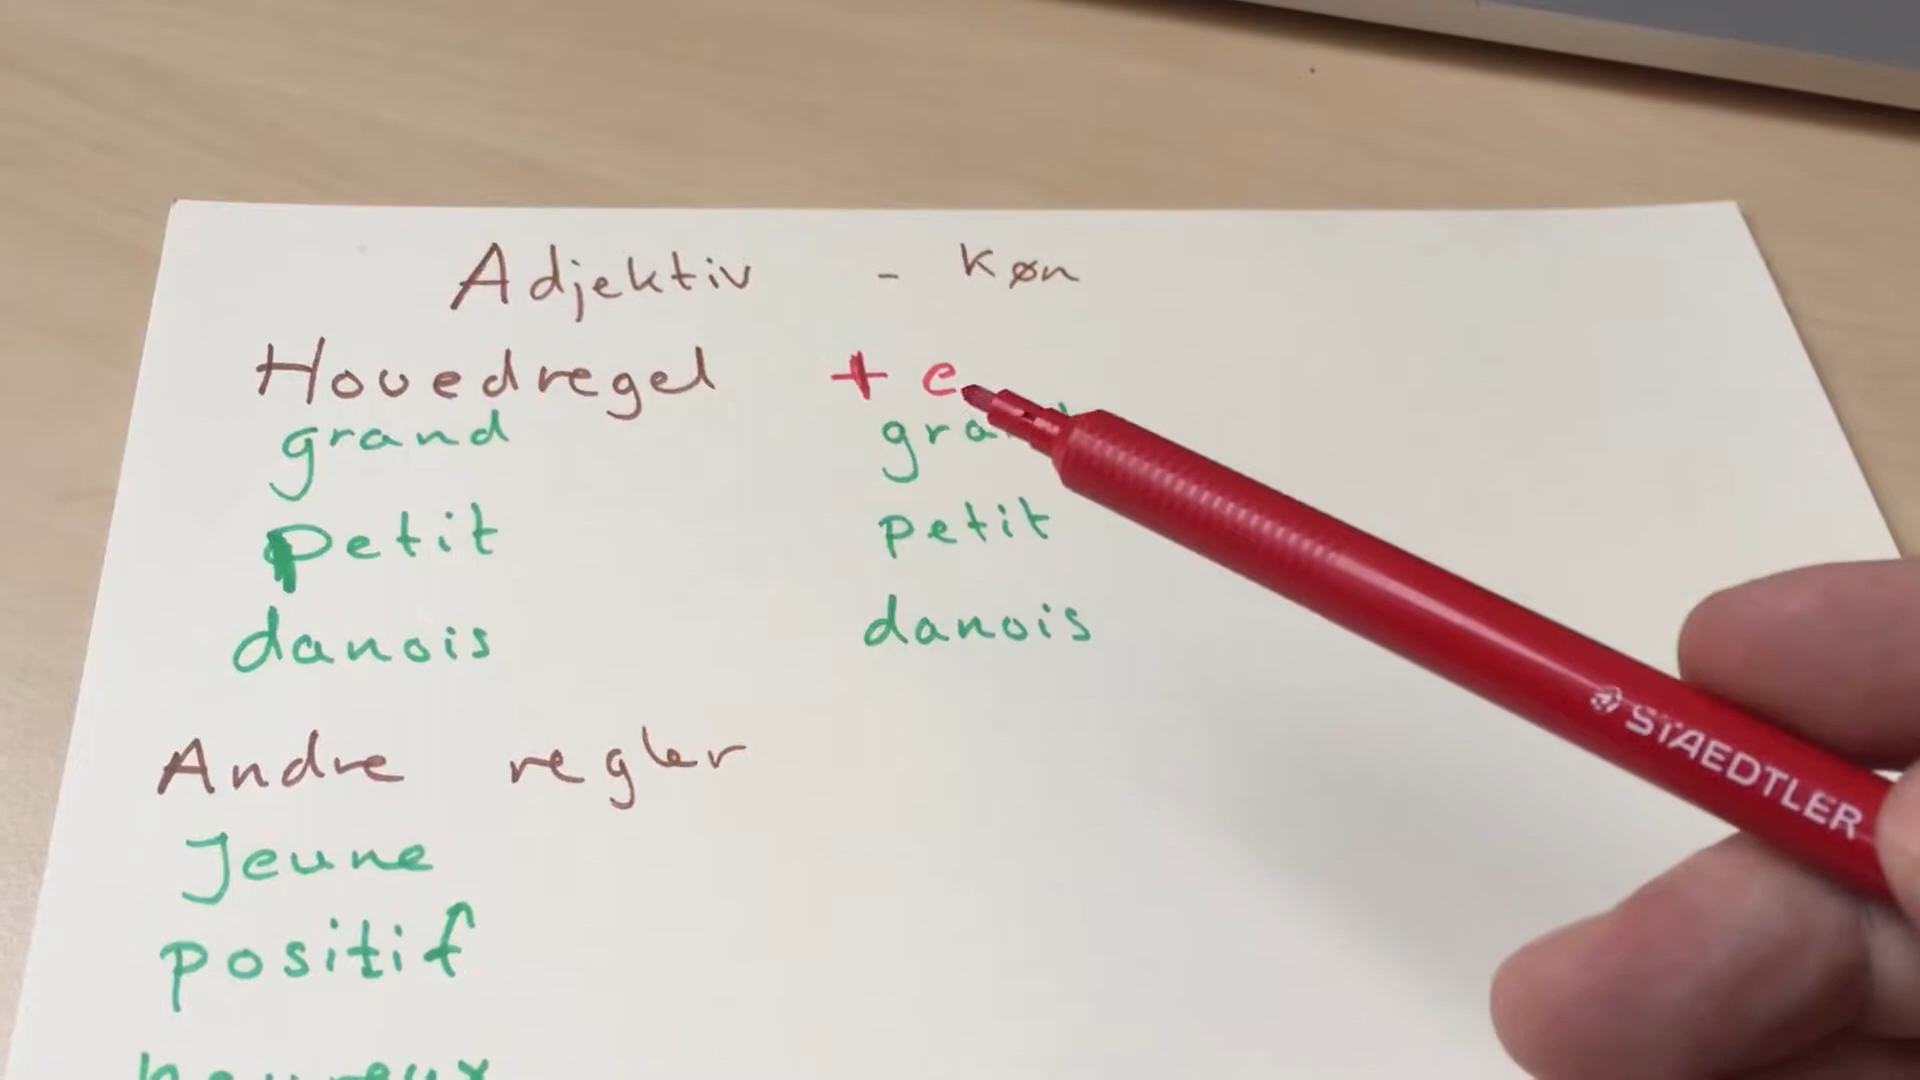 Adjektiv - Køn
Hovedregel + e
grand
petit petit
danois danois
Andre regler
Jeune
positif
STAEDTLER